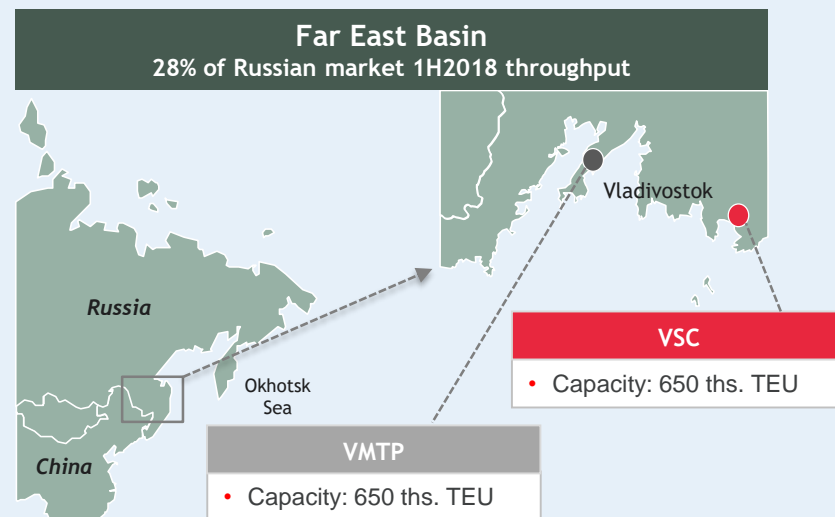 Far East Basin
28% of Russian market 1H2018 throughput
Vladivostok
Russia
VSC
• Capacity: 650 ths. TEU
Okhotsk
Sea
VMTP
• Capacity: 650 ths. TEU
China